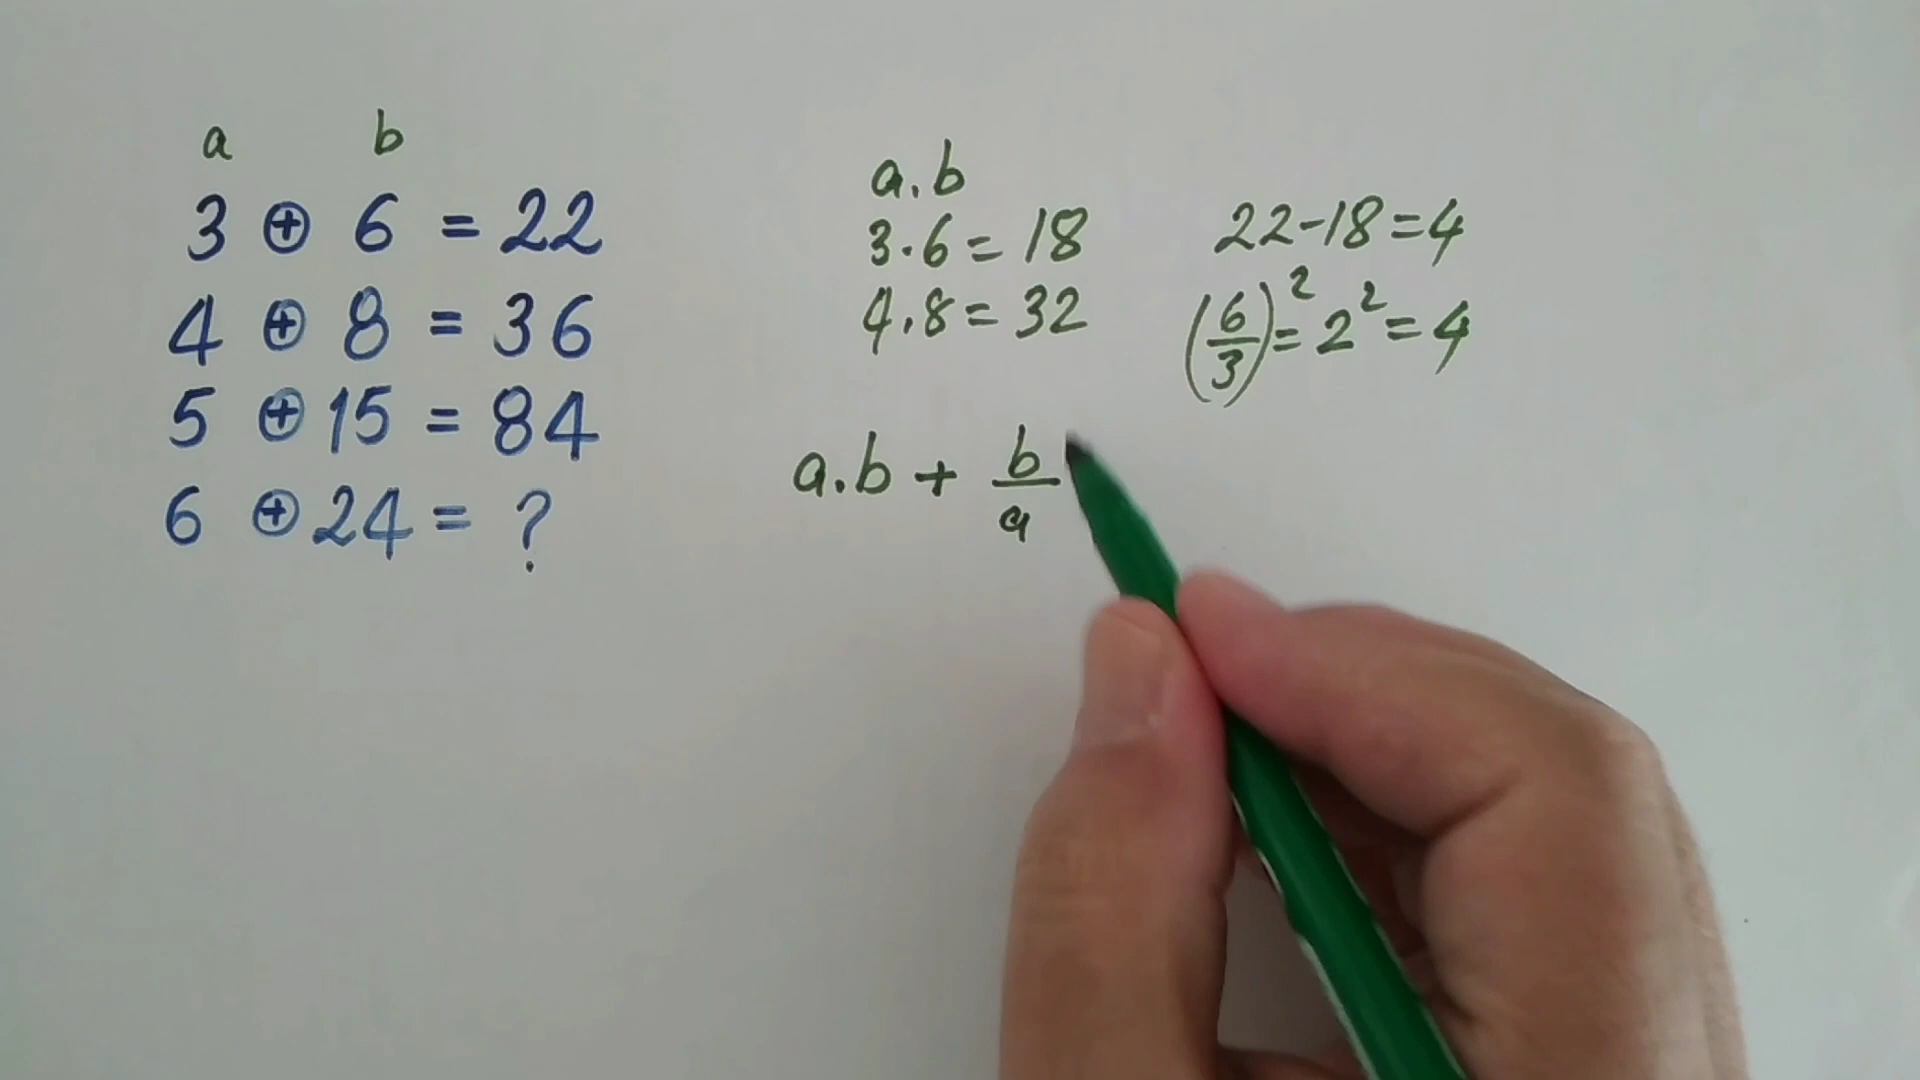 a b
3 ⊕ 6 = 22
4 ⊕ 8 = 36
5 ⊕ 15 = 84
6 ⊕ 24 = ?
a.b
3.6 = 18
4.8 = 32
22-18=4
(6/3)² = 2² = 4
a.b + b/a